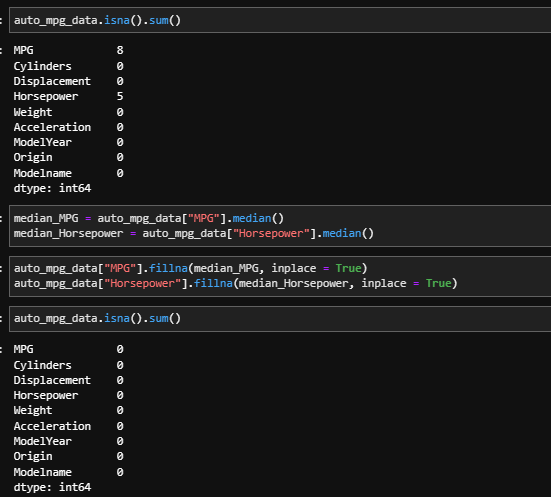 auto_mpg_data.isna().sum()
MPG 8
Cylinders 0
Displacement 0
Horsepower 5
Weight 0
Acceleration 0
ModelYear 0
Origin 0
Modelname 0
dtype: int64
median_MPG = auto_mpg_data["MPG"].median()
median_Horsepower = auto_mpg_data["Horsepower"].median()
auto_mpg_data["MPG"].fillna(median_MPG, inplace = True)
auto_mpg_data["Horsepower"].fillna(median_Horsepower, inplace = True)
auto_mpg_data.isna().sum()
MPG 0
Cylinders 0
Displacement 0
Horsepower 0
Weight 0
Acceleration 0
ModelYear 0
Origin 0
Modelname 0
dtype: int64